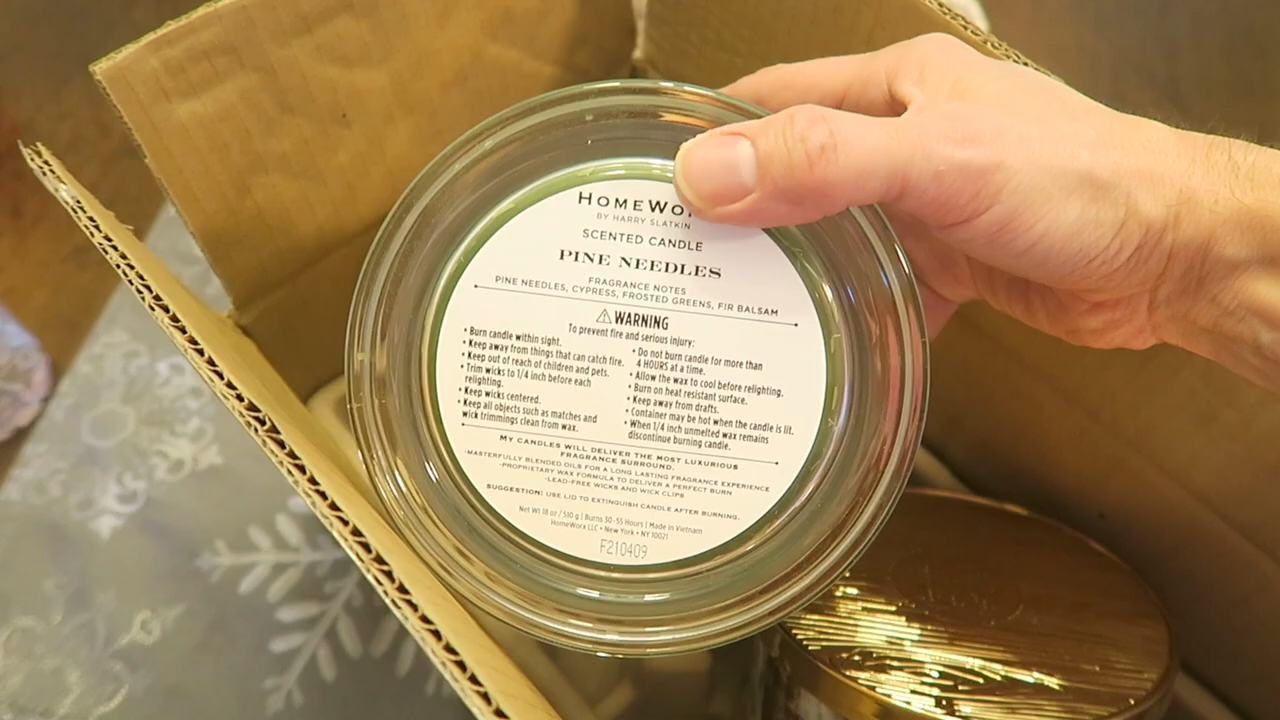 HOMEWOR
BY HARRY SLATKIN
SCENTED CANDLE
PINE NEEDLES
FRAGRANCE NOTES
PINE NEEDLES, CYPRESS, FROSTED GREENS, FIR BALSAM
⚠ WARNING
To prevent fire and serious injury:
• Burn candle within sight.
• Keep away from things that can catch fire.
• Keep out of reach of children and pets.
• Trim wicks to 1/4 inch before each
relighting.
• Keep wicks centered.
• Keep all objects such as matches and
wick trimmings clean from wax.
• Do not burn candle for more than
4 HOURS at a time.
• Allow the wax to cool before relighting.
• Burn on heat resistant surface.
• Keep away from drafts.
• Container may be hot when the candle is lit.
• When 1/4 inch unmelted wax remains
discontinue burning candle.
MY CANDLES WILL DELIVER THE MOST LUXURIOUS
FRAGRANCE SURROUND.
-MASTERFULLY BLENDED OILS FOR A LONG LASTING FRAGRANCE EXPERIENCE
-PROPRIETARY WAX FORMULA TO DELIVER A PERFECT BURN
-LEAD-FREE WICKS AND WICK CLIPS
SUGGESTION: USE LID TO EXTINGUISH CANDLE AFTER BURNING.
Net Wt 18 oz / 510 g | Burns 30-55 Hours | Made in Vietnam
HomeWorx LLC • New York • NY 10021
F210409